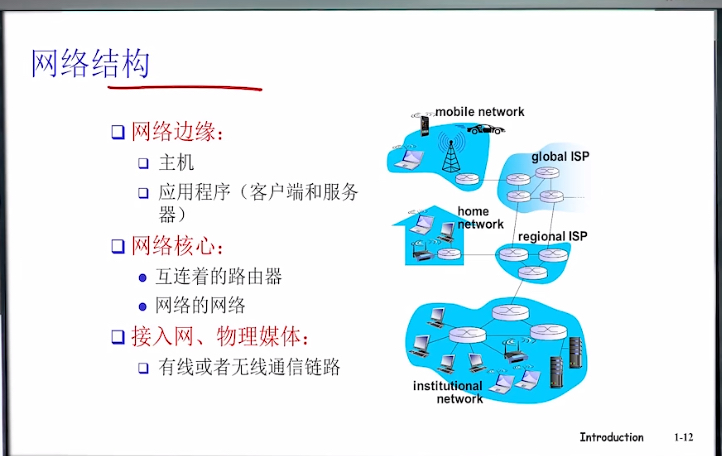 网络结构
网络边缘：
主机
应用程序（客户端和服务
器）
网络核心：
互连着的路由器
网络的网络
接入网、物理媒体：
有线或者无线通信链路
mobile network
global ISP
home
network
regional ISP
institutional
network
Introduction 1-12